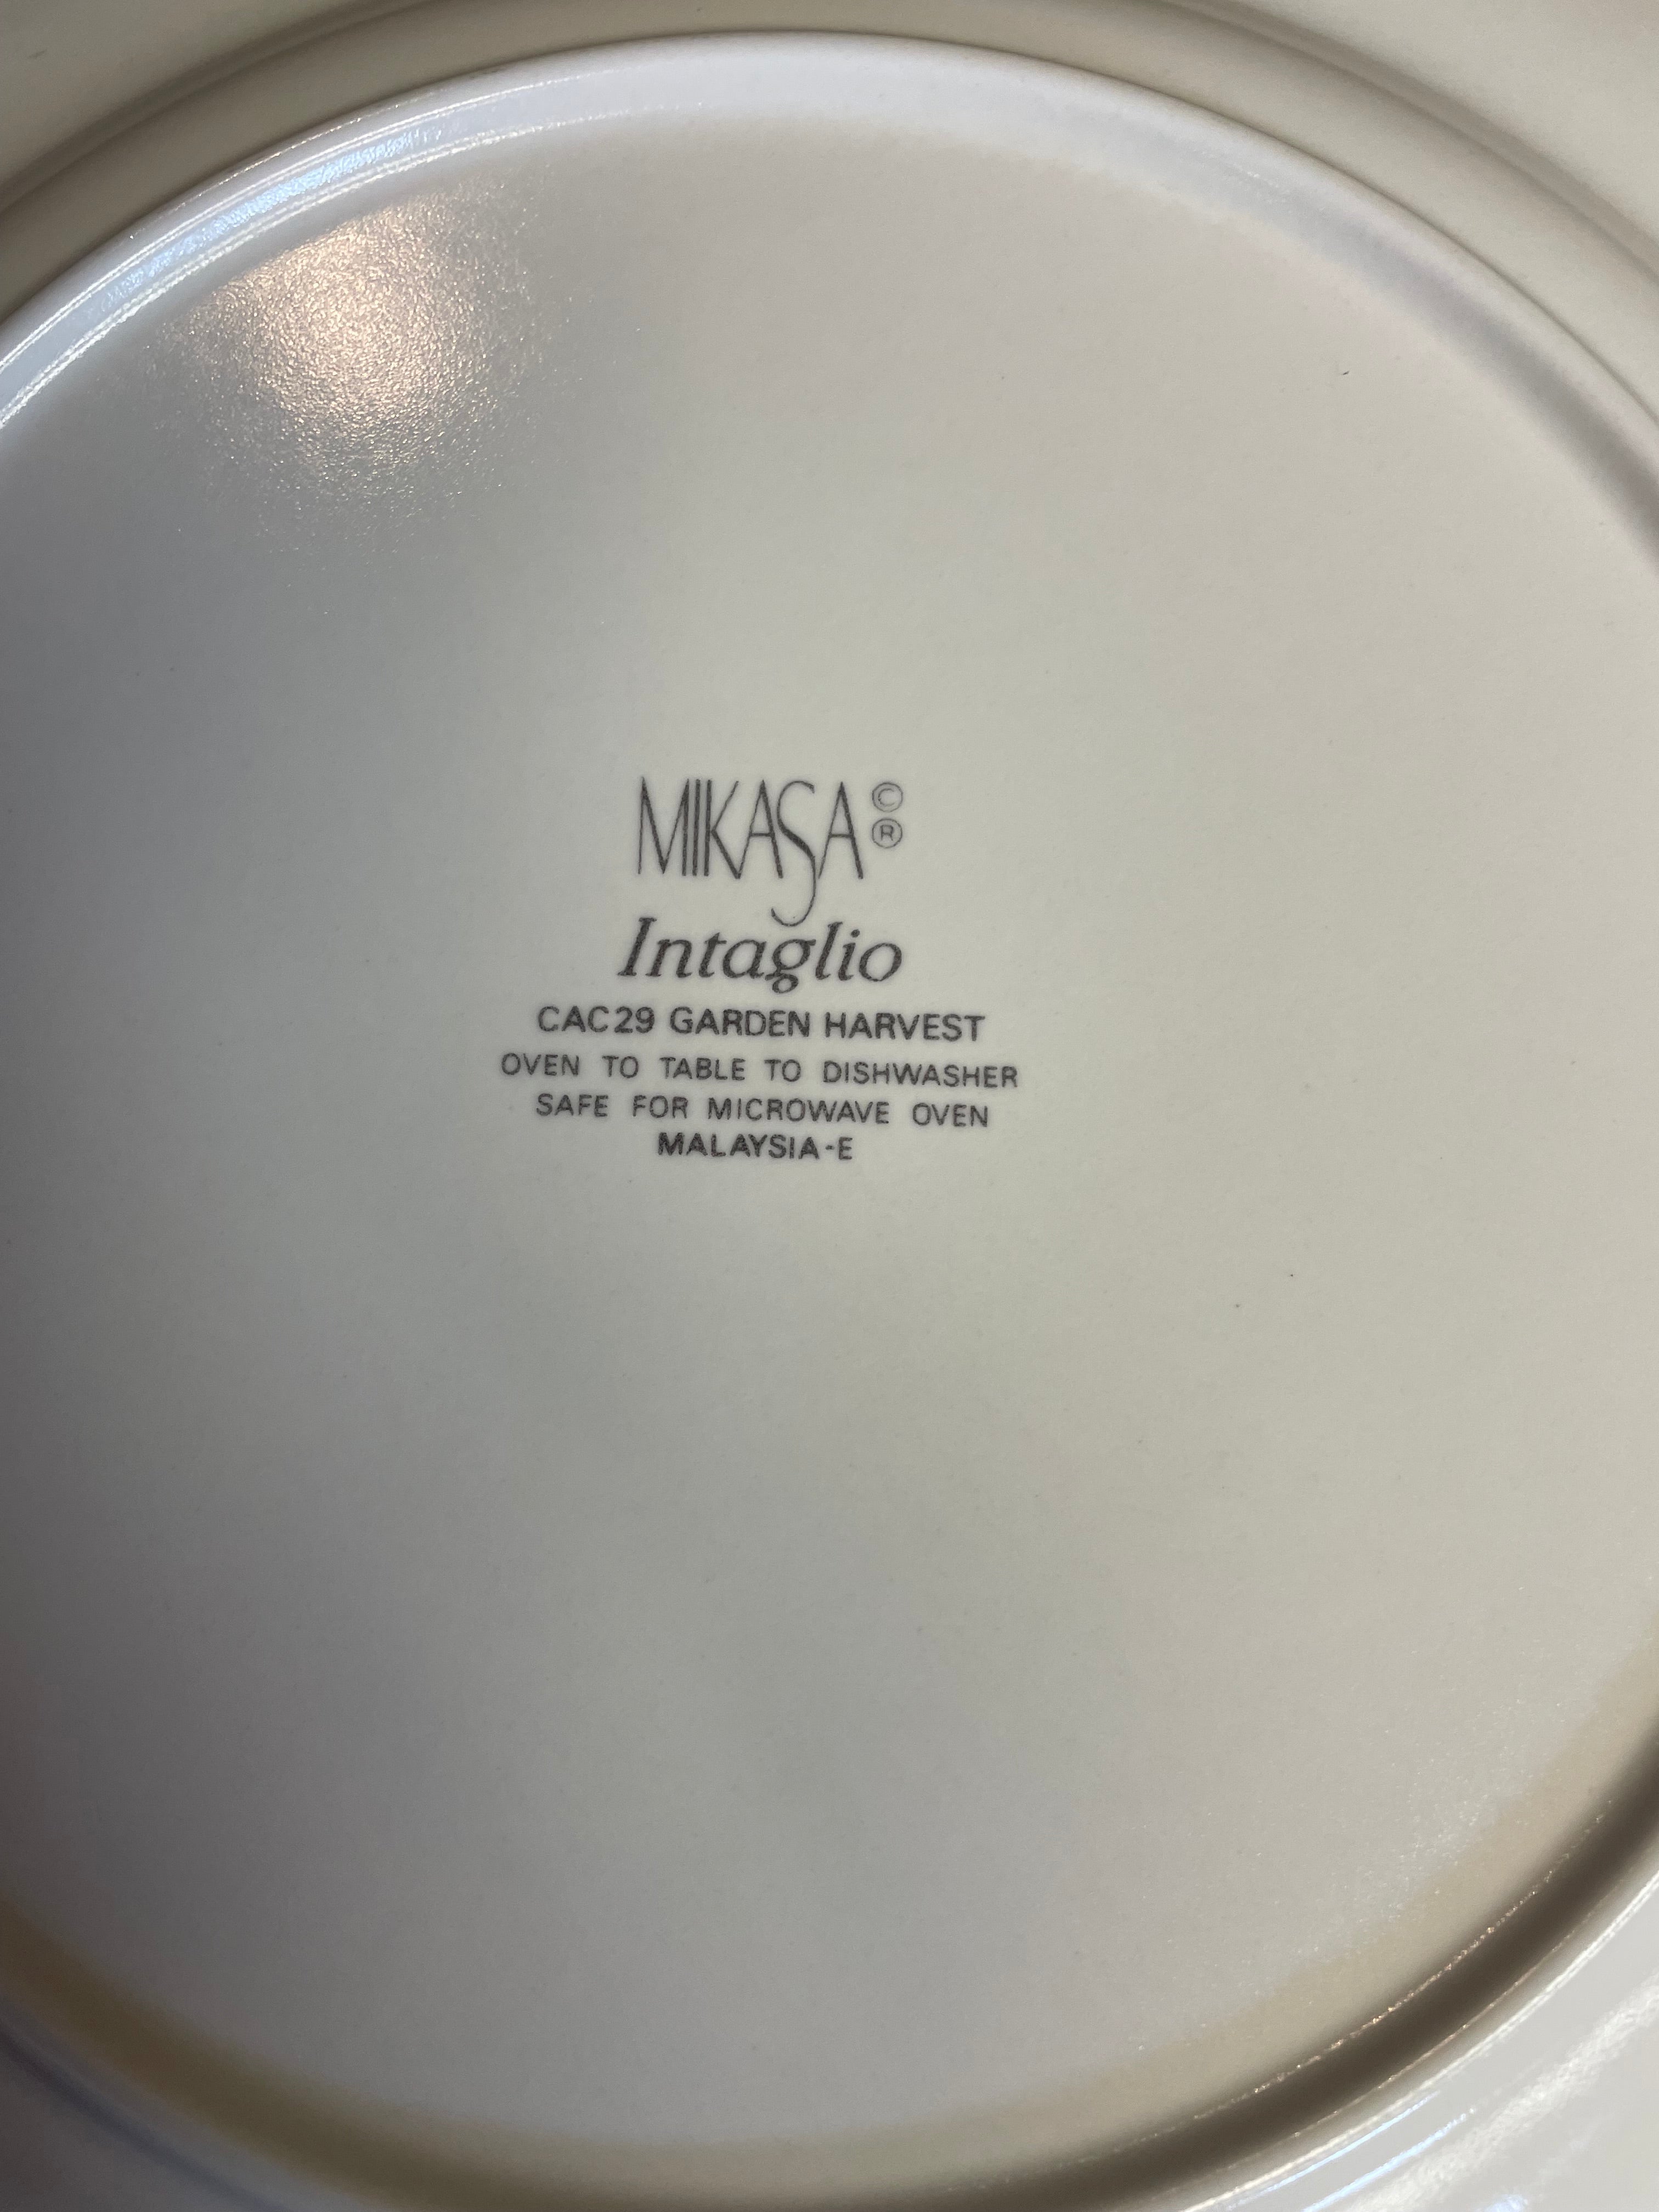 MIKASA © ®
Intaglio
CAC29 GARDEN HARVEST
OVEN TO TABLE TO DISHWASHER
SAFE FOR MICROWAVE OVEN
MALAYSIA-E